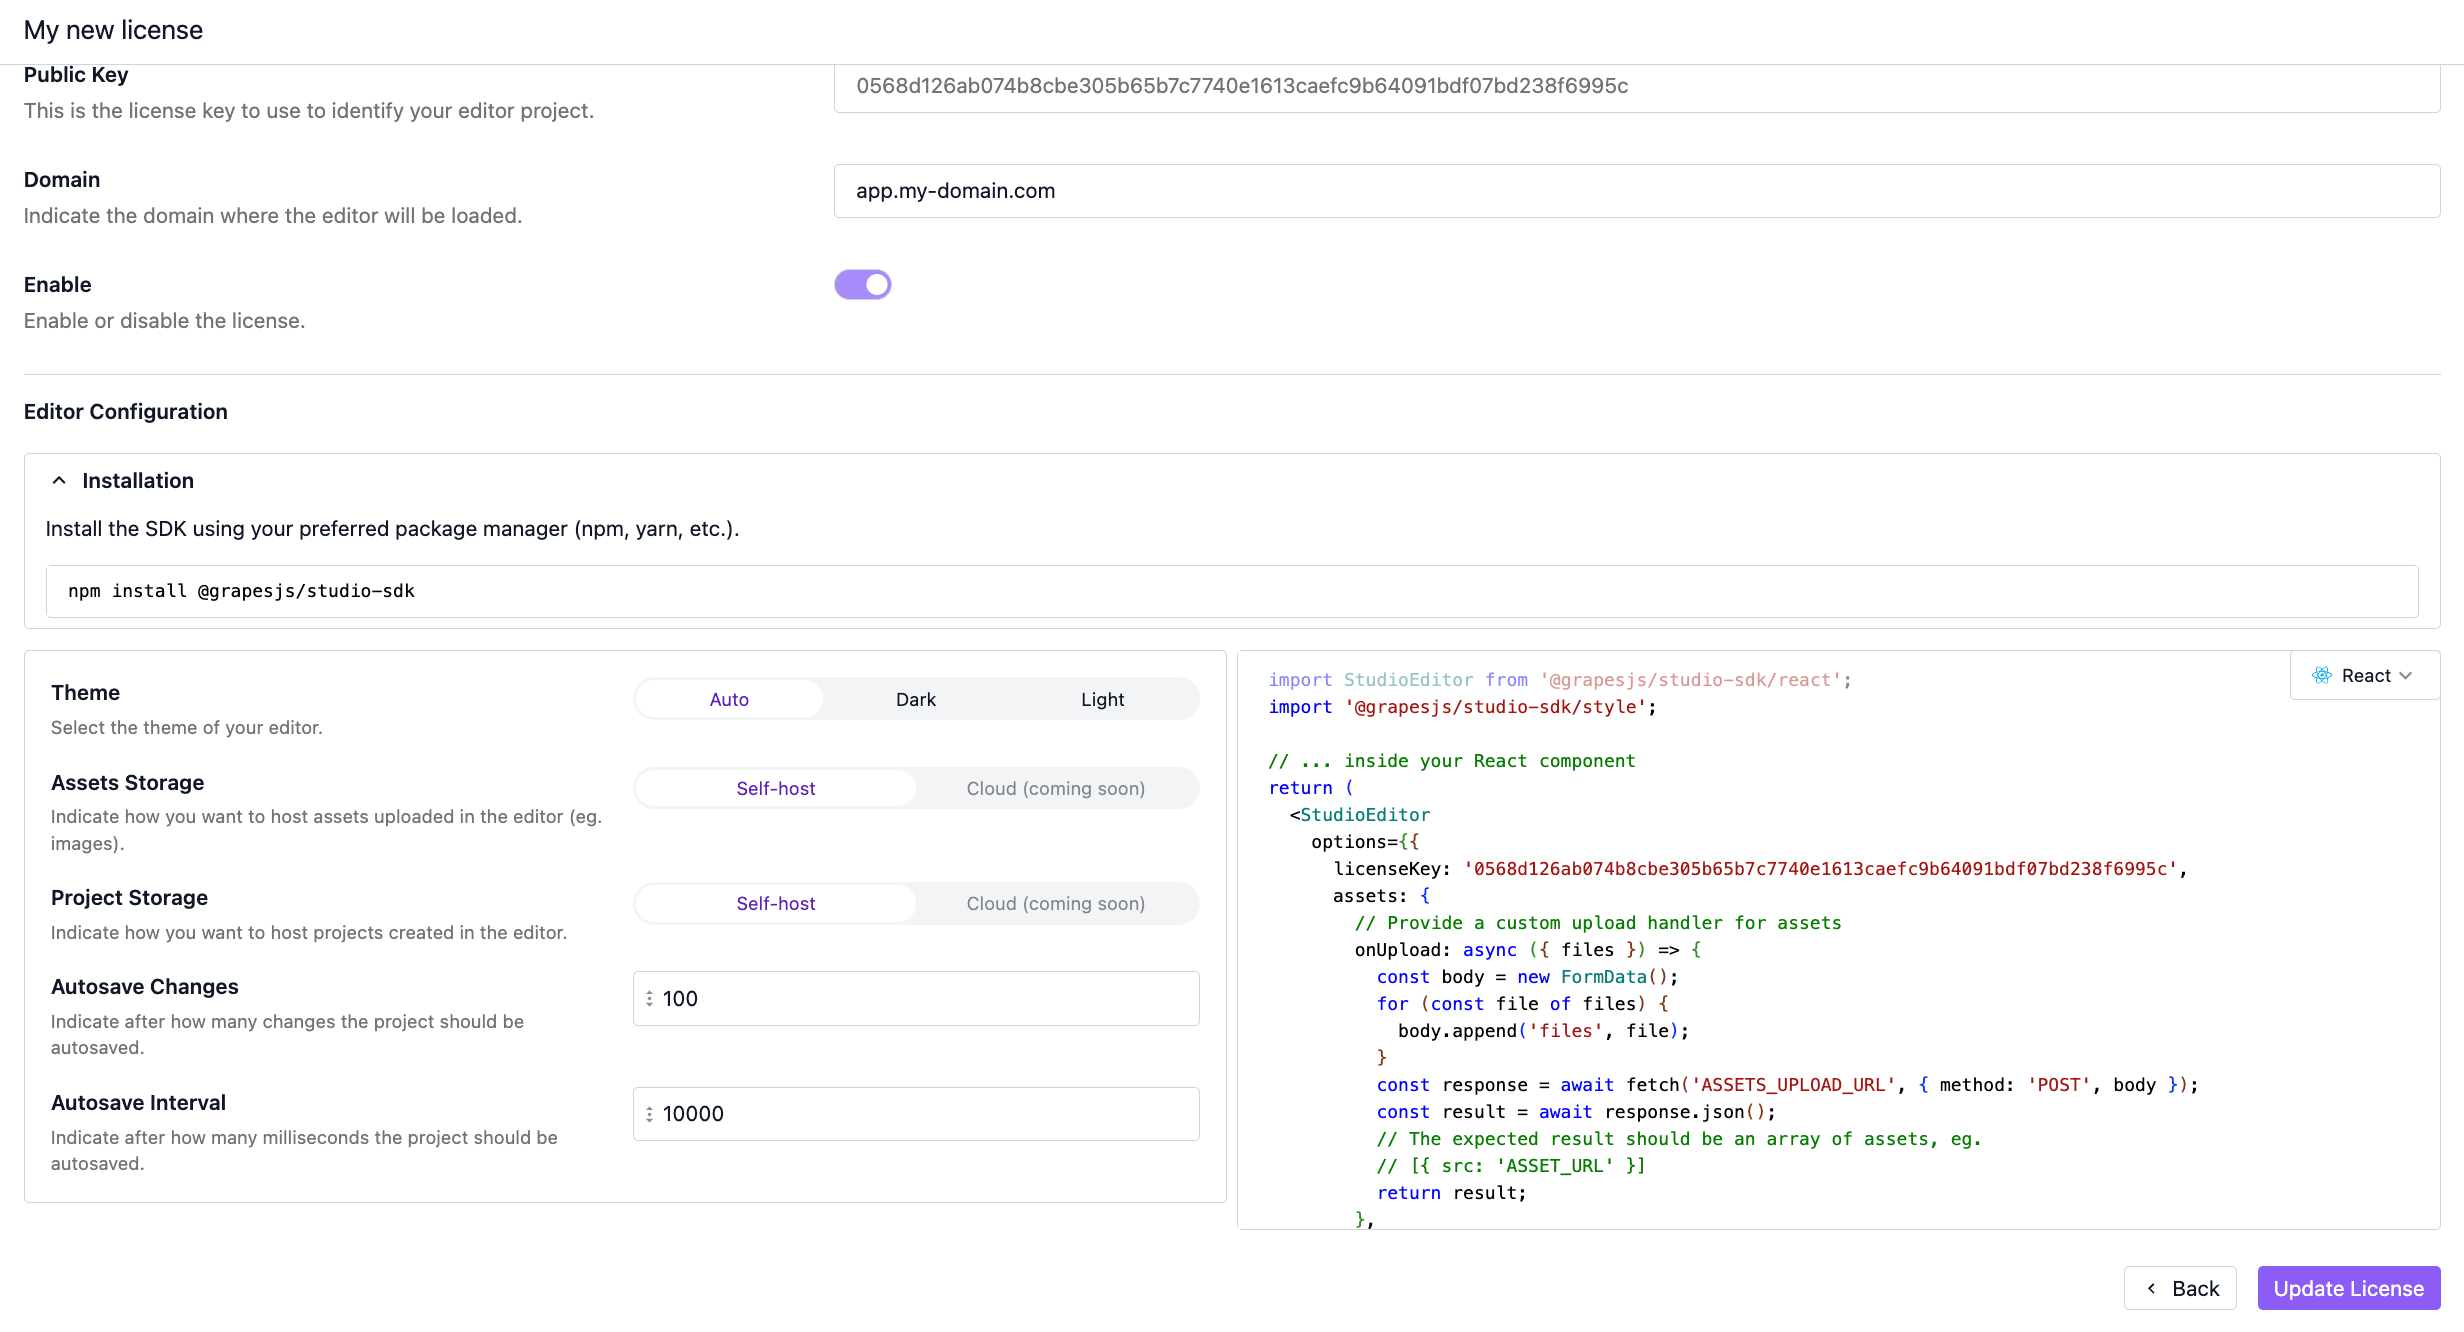 My new license
Public Key
0568d126ab074b8cbe305b65b7c7740e1613caefc9b64091bdf07bd238f6995c
This is the license key to use to identify your editor project.
Domain
app.my-domain.com
Indicate the domain where the editor will be loaded.
Enable
Enable or disable the license.
Editor Configuration
Installation
Install the SDK using your preferred package manager (npm, yarn, etc.).
npm install @grapesjs/studio-sdk
Theme
Select the theme of your editor.
Auto Dark Light
Assets Storage
Indicate how you want to host assets uploaded in the editor (eg.
images).
Self-host Cloud (coming soon)
Project Storage
Indicate how you want to host projects created in the editor.
Self-host Cloud (coming soon)
Autosave Changes
Indicate after how many changes the project should be
autosaved.
100
Autosave Interval
Indicate after how many milliseconds the project should be
autosaved.
10000
React
import StudioEditor from '@grapesjs/studio-sdk/react';
import '@grapesjs/studio-sdk/style';
// ... inside your React component
return (
<StudioEditor
options={{
licenseKey: '0568d126ab074b8cbe305b65b7c7740e1613caefc9b64091bdf07bd238f6995c',
assets: {
// Provide a custom upload handler for assets
onUpload: async ({ files }) => {
const body = new FormData();
for (const file of files) {
body.append('files', file);
}
const response = await fetch('ASSETS_UPLOAD_URL', { method: 'POST', body });
const result = await response.json();
// The expected result should be an array of assets, eg.
// [{ src: 'ASSET_URL' }]
return result;
},
Back
Update License